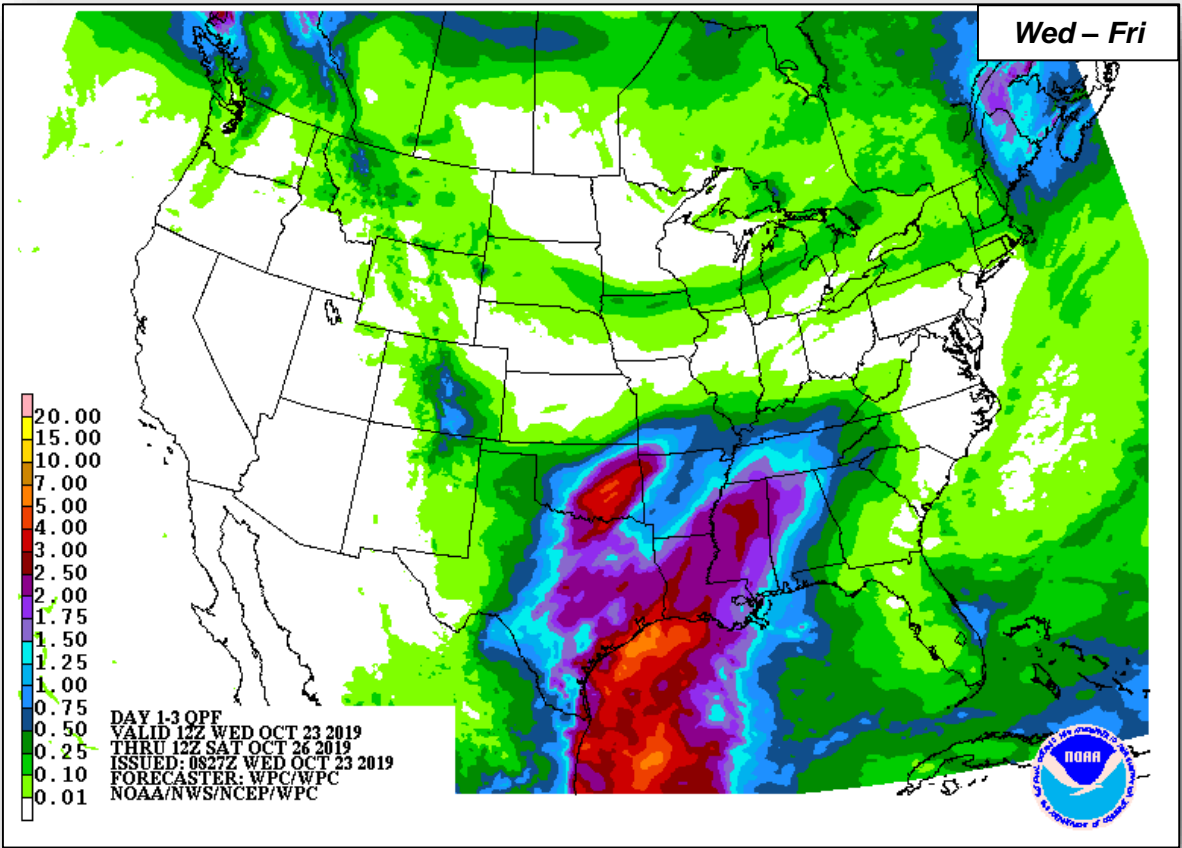 Wed – Fri
20.00
15.00
10.00
7.00
5.00
4.00
3.00
2.50
2.00
1.75
1.50
1.25
1.00
0.75
0.50
0.25
0.10
0.01
DAY 1-3 QPF
VALID 12Z WED OCT 23 2019
THRU 12Z SAT OCT 26 2019
ISSUED: 0827Z WED OCT 23 2019
FORECASTER: WPC/WPC
NOAA/NWS/NCEP/WPC
NOAA